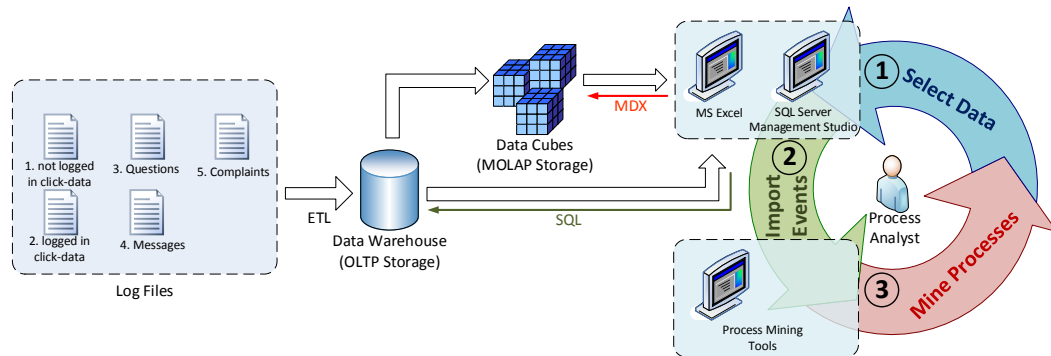 1. not logged
in click-data
3. Questions
5. Complaints
2. logged in
click-data
4. Messages
Log Files
ETL
Data Warehouse
(OLTP Storage)
Data Cubes
(MOLAP Storage)
MDX
SQL
MS Excel
SQL Server
Management Studio
1
Select Data
2
Import
Events
Process
Analyst
3
Mine Processes
Process Mining
Tools